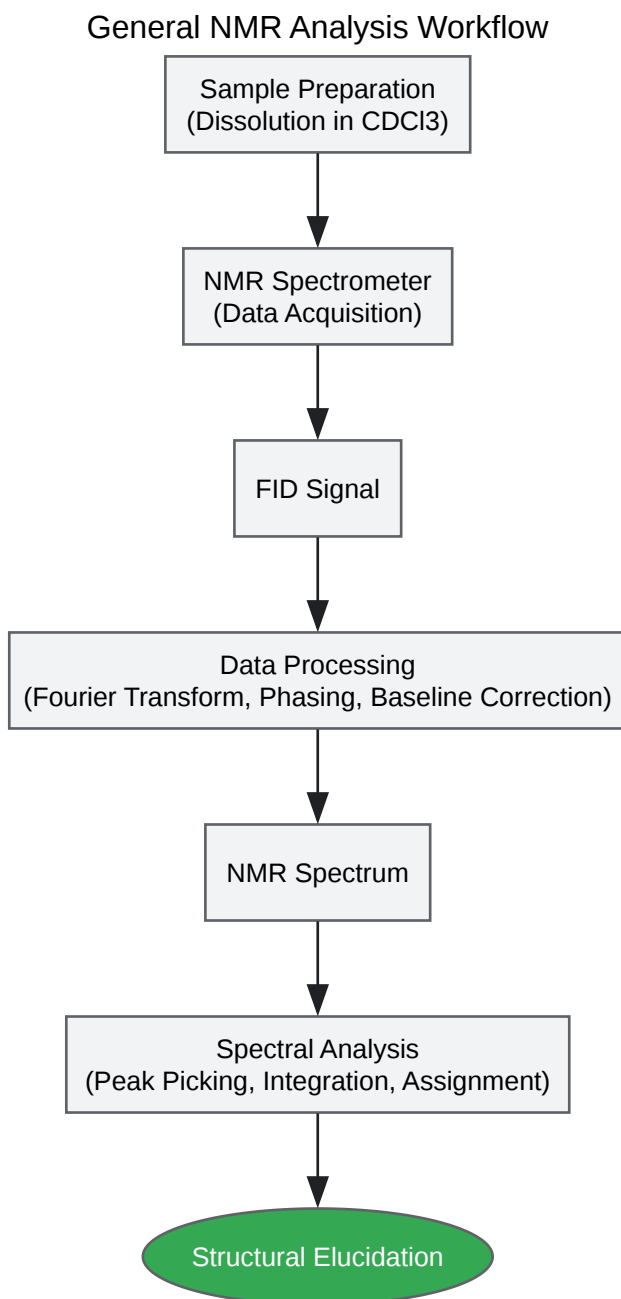 General NMR Analysis Workflow
Sample Preparation
(Dissolution in CDCl3)
NMR Spectrometer
(Data Acquisition)
FID Signal
Data Processing
(Fourier Transform, Phasing, Baseline Correction)
NMR Spectrum
Spectral Analysis
(Peak Picking, Integration, Assignment)
Structural Elucidation